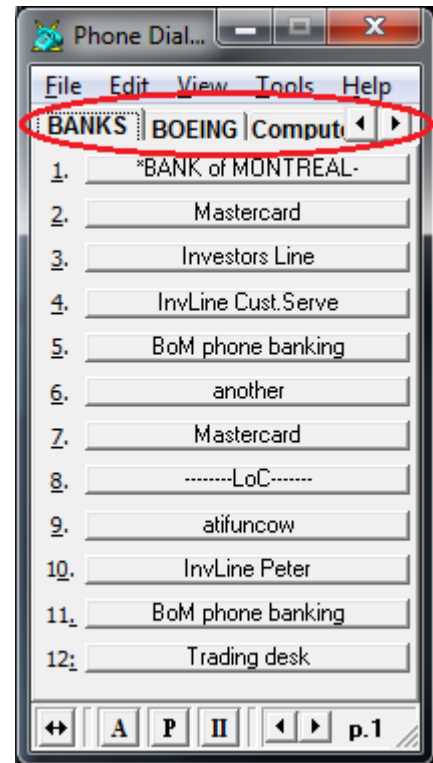 Phone Dial...
File Edit View Tools Help
BANKS BOEING Comput
1. *BANK of MONTREAL-
2. Mastercard
3. Investors Line
4. InvLine Cust.Serve
5. BoM phone banking
6. another
7. Mastercard
8. -------LoC-------
9. atifuncow
10. InvLine Peter
11. BoM phone banking
12: Trading desk
A P II p.1